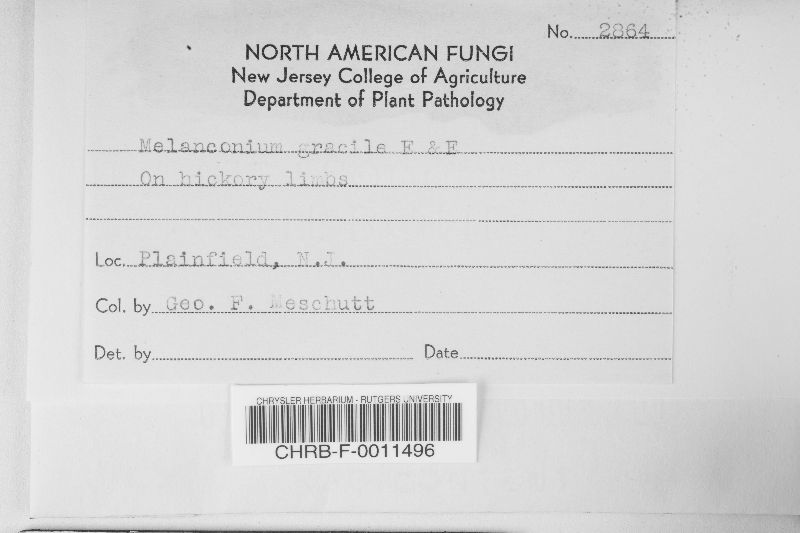 No. 2864
NORTH AMERICAN FUNGI
New Jersey College of Agriculture
Department of Plant Pathology
Melanconium gracile E & E
On hickory limbs
Loc. Plainfield, N.J.
Col. by Geo. F. Meschutt
Det. by
Date
CHRYSLER HERBARIUM - RUTGERS UNIVERSITY
CHRB-F-0011496